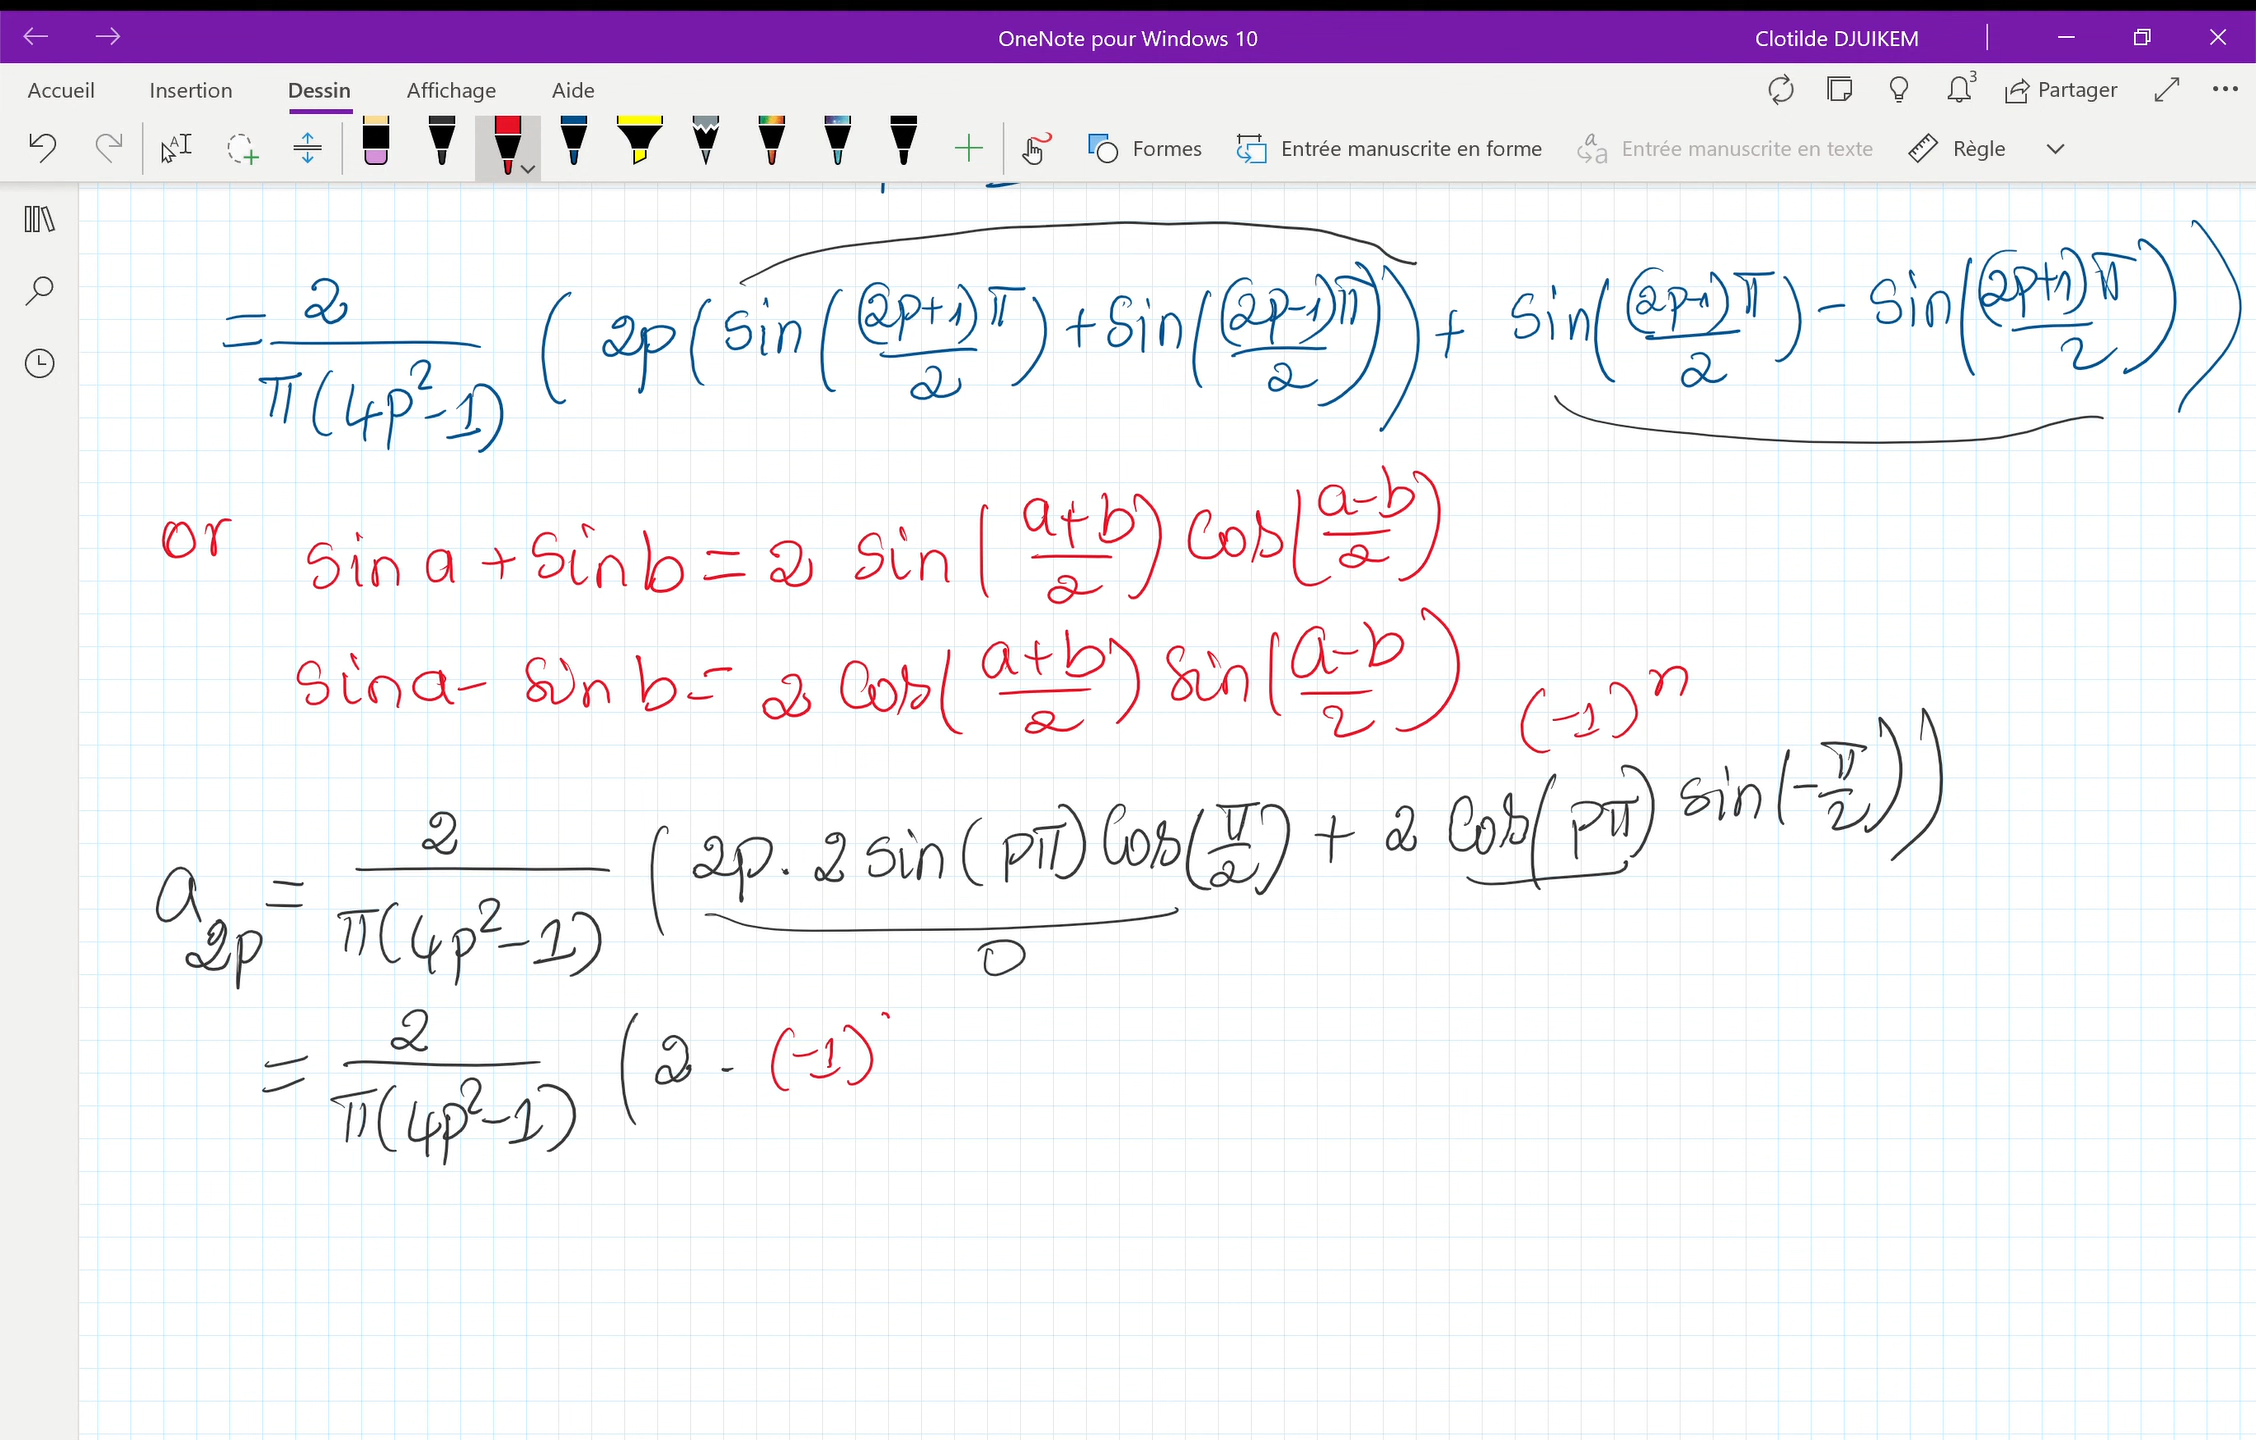 OneNote pour Windows 10
Clotilde DJUIKEM
Accueil Insertion Dessin Affichage Aide
3 Partager
Formes Entrée manuscrite en forme Entrée manuscrite en texte Règle
= 2/(π(4p²-1)) (2p(sin((2p+1)π/2)+sin((2p-1)π/2)) + sin((2p-1)π/2) - sin((2p+1)π/2))
or sin a + sin b = 2 sin((a+b)/2) cos((a-b)/2)
sin a - sin b = 2 cos((a+b)/2) sin((a-b)/2)
(-1)ⁿ
a_2p = 2/(π(4p²-1)) (2p. 2 sin(pπ) cos(π/2) + 2 cos(pπ) sin(-π/2))
0
= 2/(π(4p²-1)) (2 . (-1)